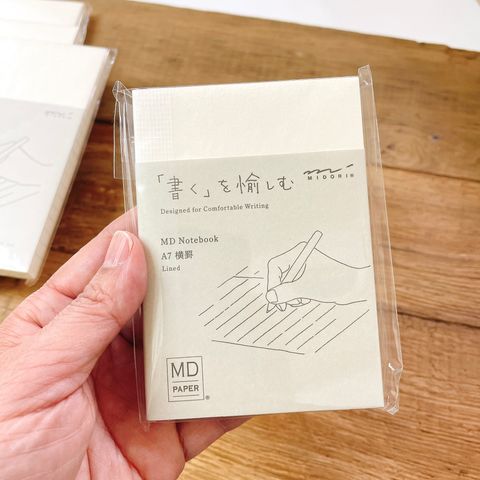 「書く」を愉しむ
MIDORI
Designed for Comfortable Writing
MD Notebook
A7 横罫
Lined
MD
PAPER®